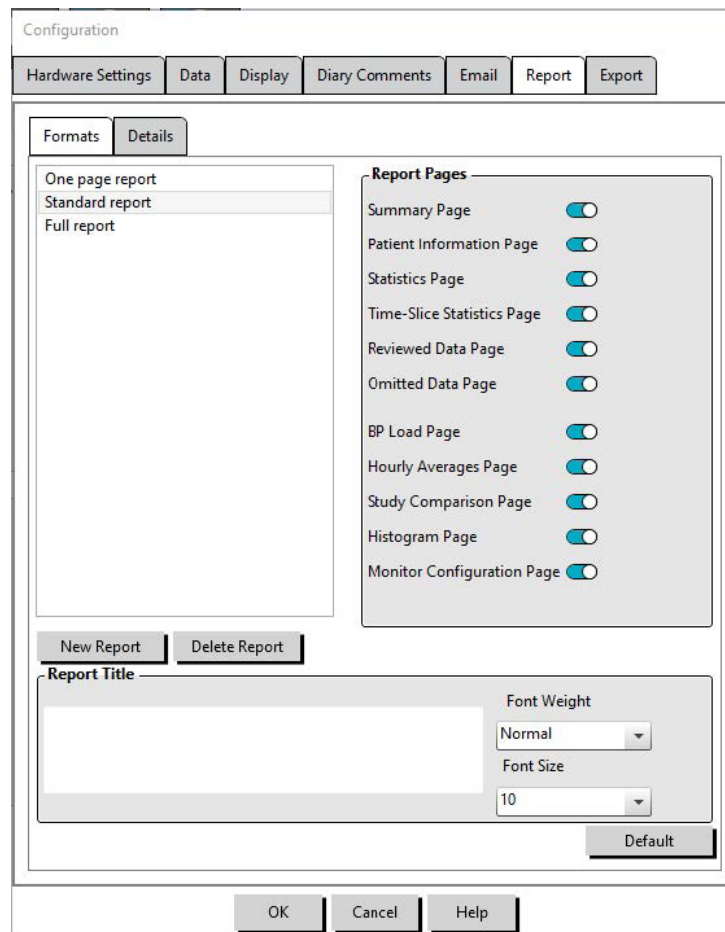 Configuration
Hardware Settings Data Display Diary Comments Email Report Export
Formats Details
One page report
Standard report
Full report
Report Pages
Summary Page
Patient Information Page
Statistics Page
Time-Slice Statistics Page
Reviewed Data Page
Omitted Data Page
BP Load Page
Hourly Averages Page
Study Comparison Page
Histogram Page
Monitor Configuration Page
New Report Delete Report
Report Title
Font Weight
Normal
Font Size
10
Default
OK Cancel Help